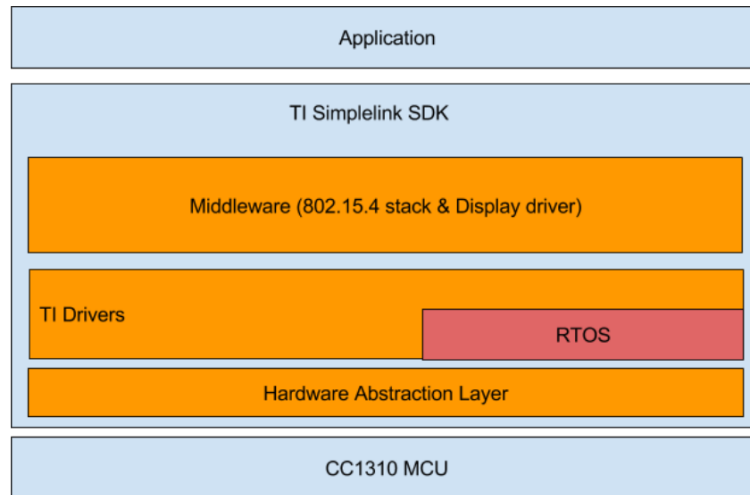 Application
TI Simplelink SDK
Middleware (802.15.4 stack & Display driver)
TI Drivers
RTOS
Hardware Abstraction Layer
CC1310 MCU